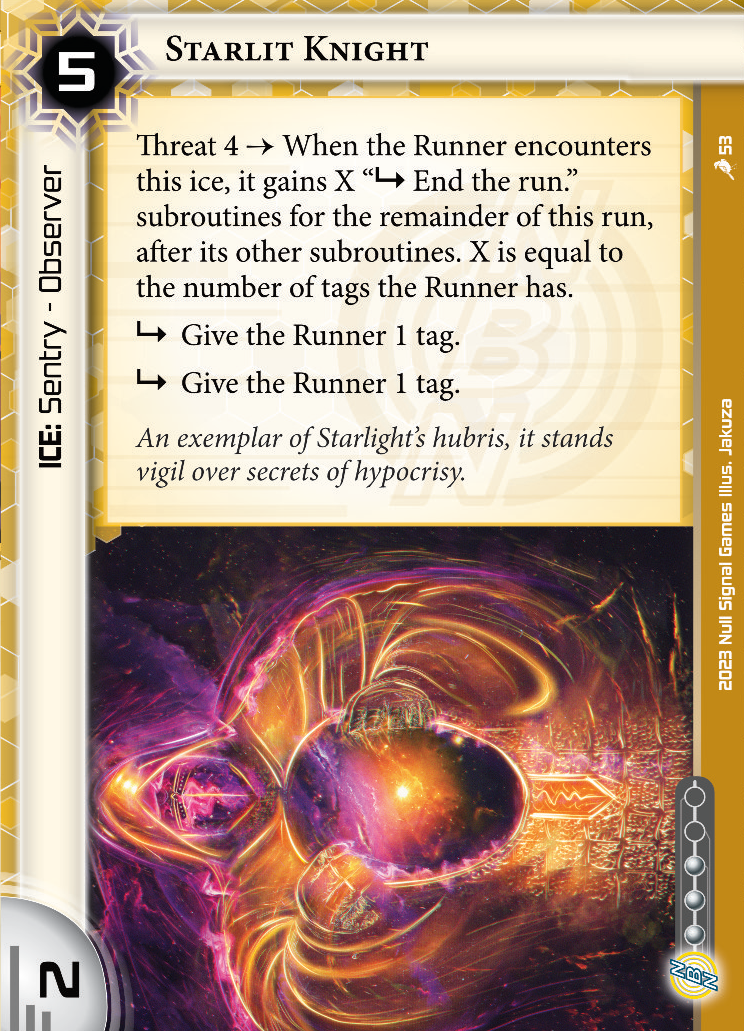 5
STARLIT KNIGHT
Threat 4 → When the Runner encounters
this ice, it gains X “↳ End the run.”
subroutines for the remainder of this run,
after its other subroutines. X is equal to
the number of tags the Runner has.
↳ Give the Runner 1 tag.
↳ Give the Runner 1 tag.
An exemplar of Starlight’s hubris, it stands
vigil over secrets of hypocrisy.
ICE: Sentry - Observer
53
2023 Null Signal Games Illus. Jakuza
2
NBN
NBN